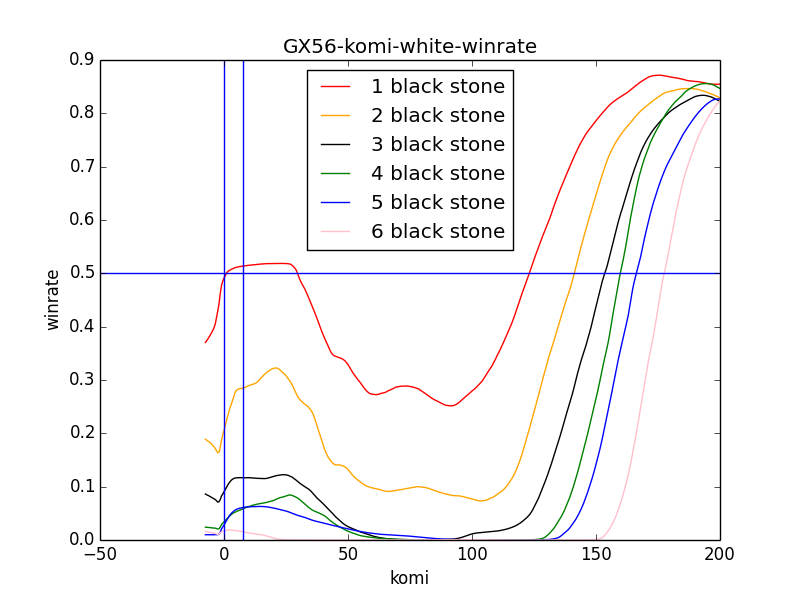 GX56-komi-white-winrate
0.9
0.8
0.7
0.6
0.5
0.4
0.3
0.2
0.1
0.0
winrate
1 black stone
2 black stone
3 black stone
4 black stone
5 black stone
6 black stone
−50 0 50 100 150 200
komi